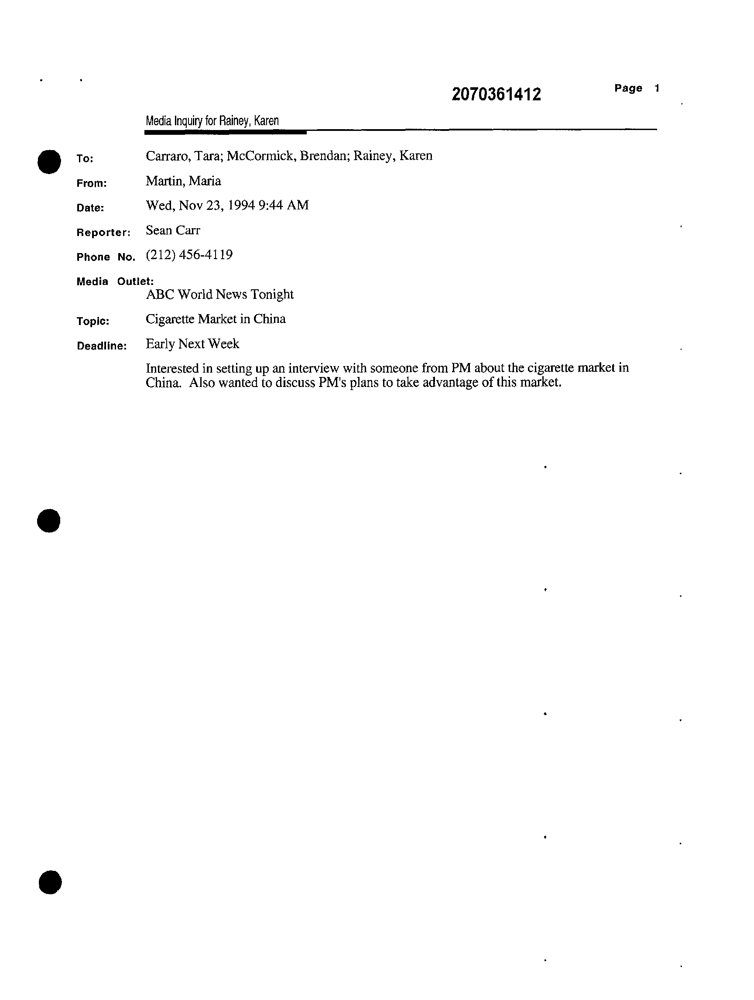 2070361412
Page 1
Media Inquiry for Rainey, Karen
To: Carraro, Tara; McCormick, Brendan; Rainey, Karen
From: Martin, Maria
Date: Wed, Nov 23, 1994 9:44 AM
Reporter: Sean Carr
Phone No. (212) 456-4119
Media Outlet:
ABC World News Tonight
Topic: Cigarette Market in China
Deadline: Early Next Week
Interested in setting up an interview with someone from PM about the cigarette market in
China. Also wanted to discuss PM's plans to take advantage of this market.